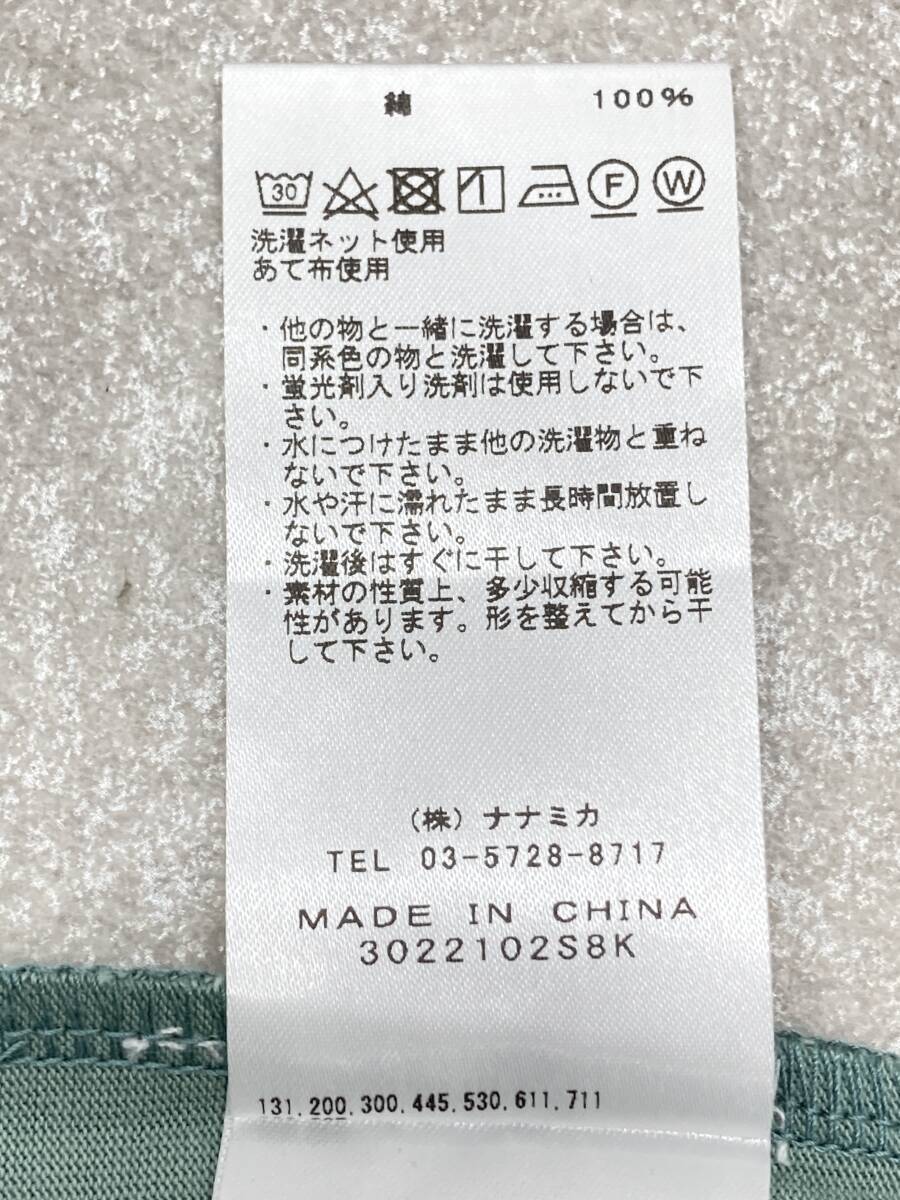 綿 100%
30 F W
洗濯ネット使用
あて布使用
・他の物と一緒に洗濯する場合は、
同系色の物と洗濯して下さい。
・蛍光剤入り洗剤は使用しないで下
さい。
・水につけたまま他の洗濯物と重ね
ないで下さい。
・水や汗に濡れたまま長時間放置し
ないで下さい。
・洗濯後はすぐに干して下さい。
・素材の性質上、多少収縮する可能
性があります。形を整えてから干
して下さい。
(株)ナナミカ
TEL 03-5728-8717
MADE IN CHINA
3022102S8K
131.200.300.445.530.611.711